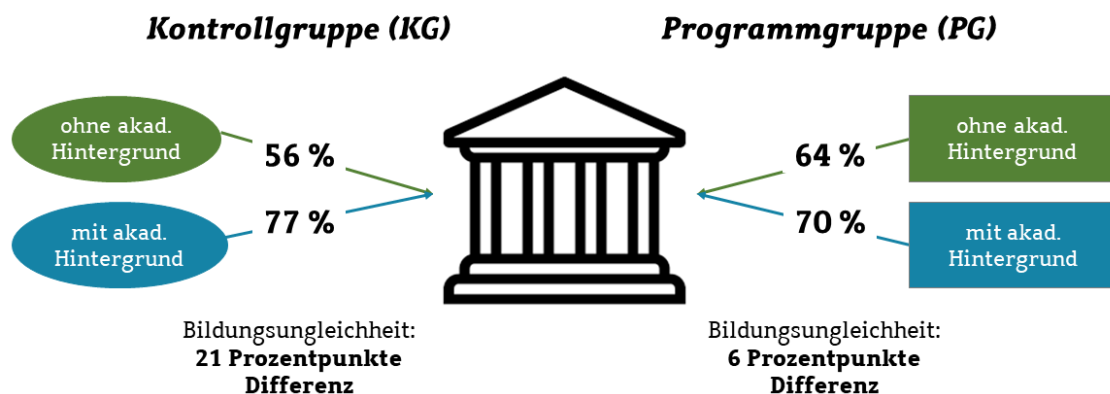 Kontrollgruppe (KG)
Programmgruppe (PG)
ohne akad.
Hintergrund
56 %
64 %
ohne akad.
Hintergrund
mit akad.
Hintergrund
77 %
70 %
mit akad.
Hintergrund
Bildungsungleichheit:
21 Prozentpunkte
Differenz
Bildungsungleichheit:
6 Prozentpunkte
Differenz